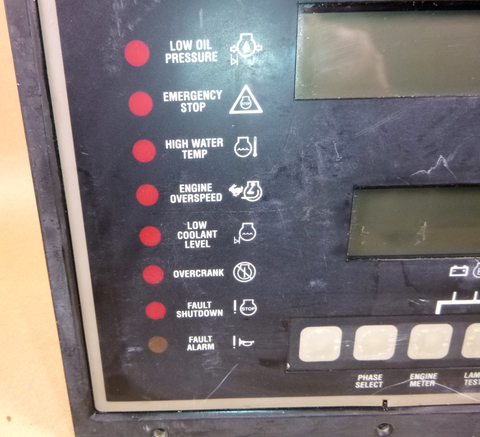 LOW OIL
PRESSURE
EMERGENCY
STOP
HIGH WATER
TEMP
ENGINE
OVERSPEED
LOW
COOLANT
LEVEL
OVERCRANK
FAULT
SHUTDOWN
STOP
FAULT
ALARM
PHASE
SELECT
ENGINE
METER